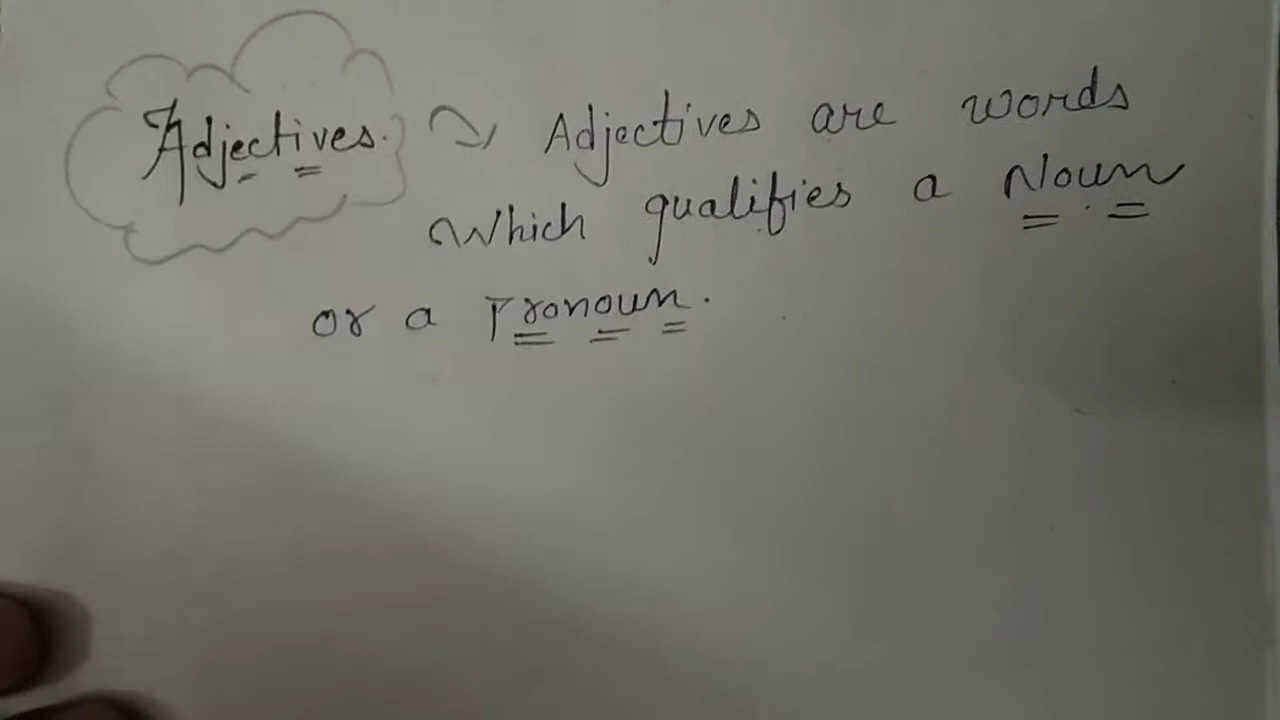 Adjectives. Adjectives are words
Which qualifies a Noun
or a Pronoun.